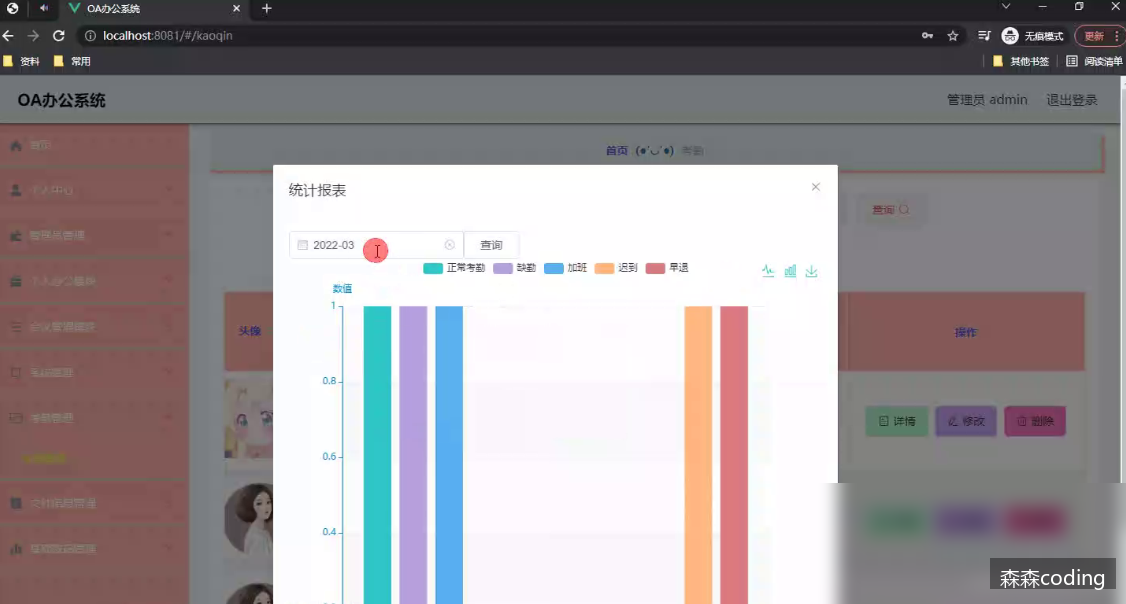 OA办公系统
localhost:8081/#/kaoqin
无痕模式
更新
资料
常用
其他书签
阅读清单
OA办公系统
管理员 admin
退出登录
首页
首页 (●'◡'●) 考勤
个人中心
统计报表
查询
管理员管理
2022-03
查询
正常考勤 缺勤 加班 迟到 早退
数值
1
头像
操作
0.8
详情
修改
删除
0.6
0.4
森森coding